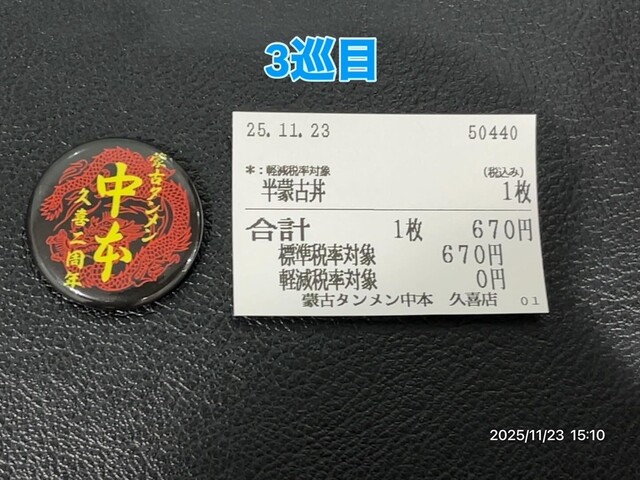 3巡目
蒙古タンメン
中本
久喜二周年
25.11.23 50440
*:軽減税率対象 (税込み)
半蒙古丼 1枚
合計 1枚 670円
標準税率対象 670円
軽減税率対象 0円
蒙古タンメン中本 久喜店 01
2025/11/23 15:10